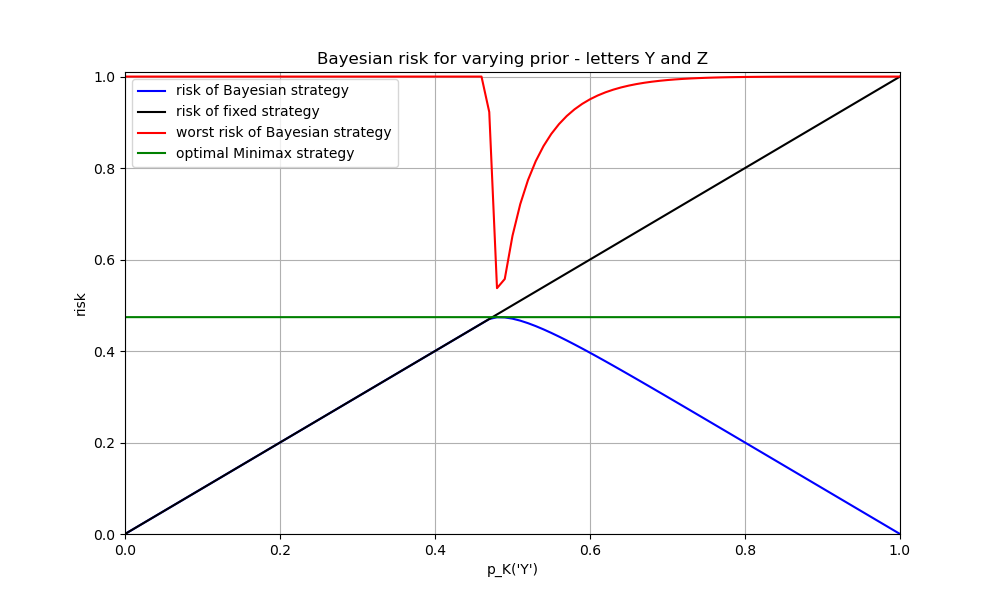 Bayesian risk for varying prior - letters Y and Z
risk of Bayesian strategy
risk of fixed strategy
worst risk of Bayesian strategy
optimal Minimax strategy
risk
1.0
0.8
0.6
0.4
0.2
0.0
0.0 0.2 0.4 0.6 0.8 1.0
p_K('Y')